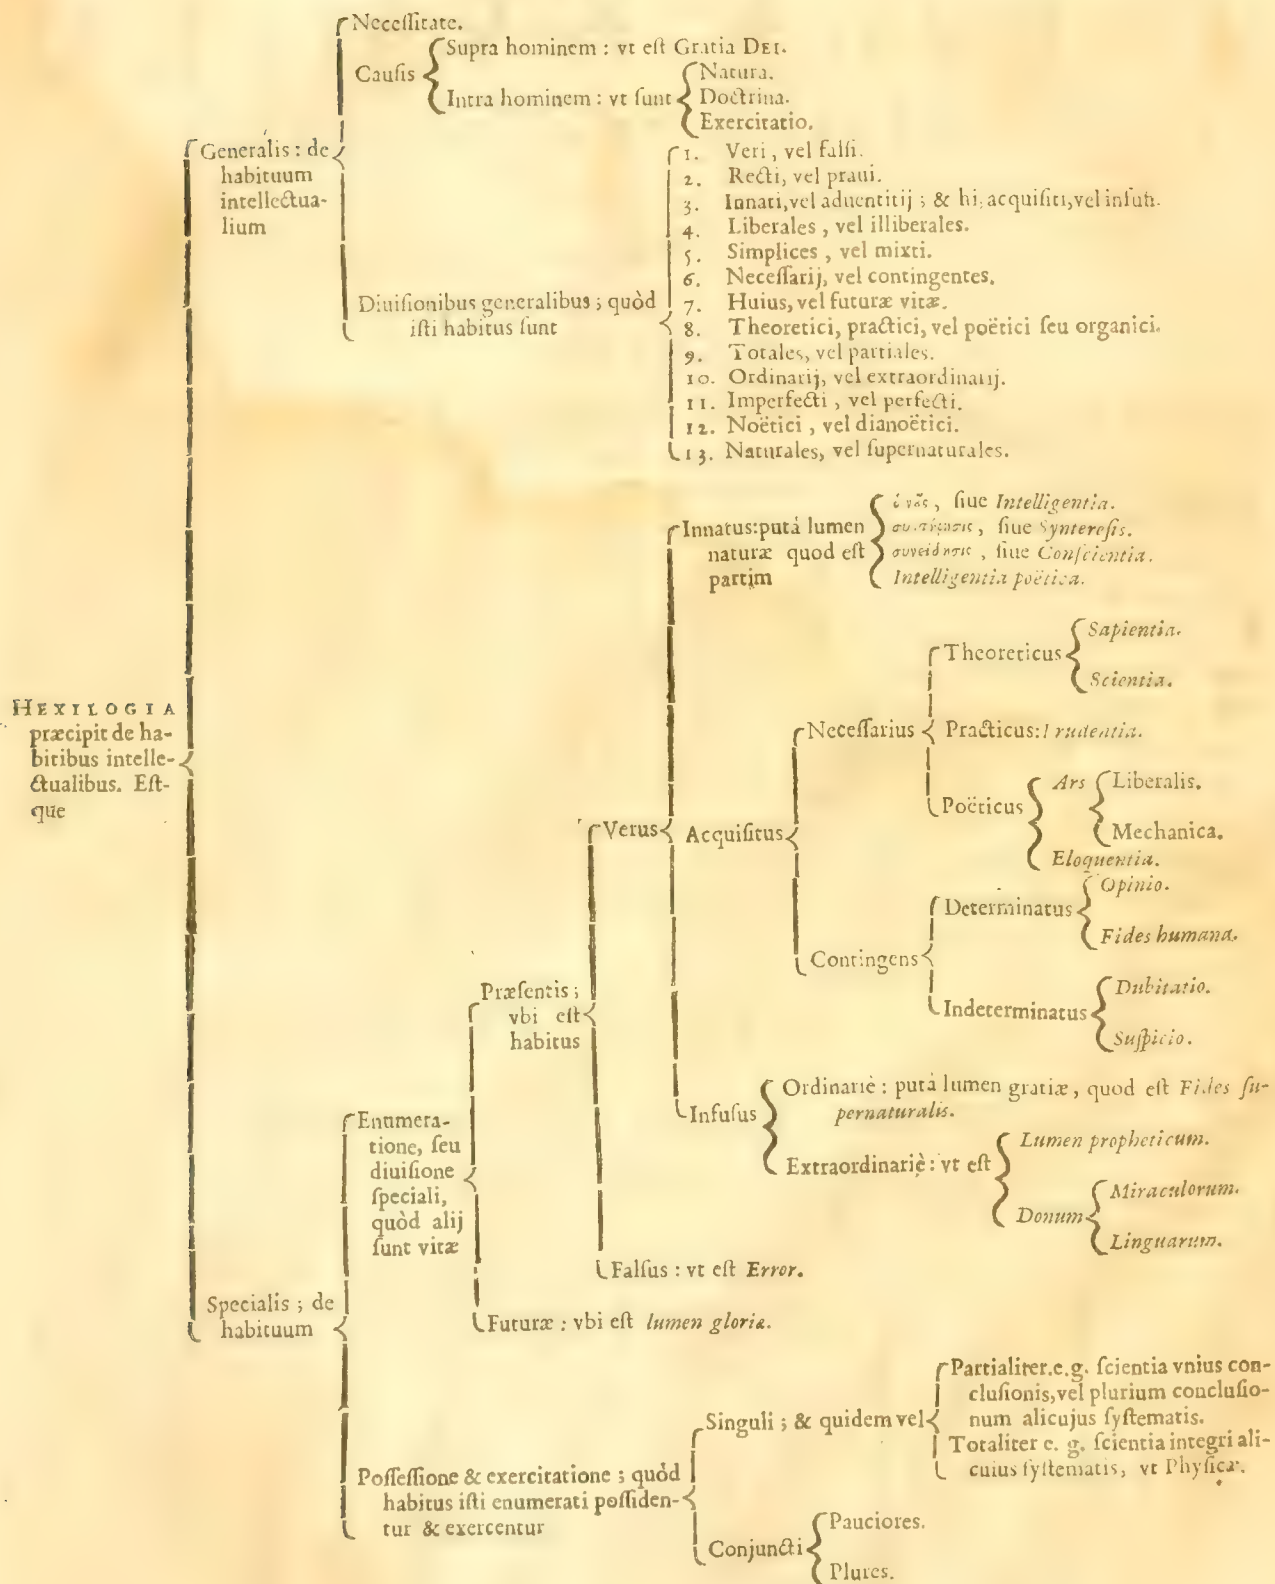 Neceſſitate.
Cauſis
Supra hominem : vt eſt Gratia DEI.
Intra hominem : vt ſunt
Natura.
Doctrina.
Exercitatio.
Generalis : de
habituum
intellectua-
lium
Diuiſionibus generalibus ; quòd
iſti habitus ſunt
1. Veri, vel falſi.
2. Recti, vel praui.
3. Innati, vel aduentitij ; & hi, acquiſiti, vel infuſi.
4. Liberales, vel illiberales.
5. Simplices, vel mixti.
6. Neceſſarij, vel contingentes.
7. Huius, vel futuræ vitæ.
8. Theoretici, practici, vel poëtici ſeu organici.
9. Totales, vel partiales.
10. Ordinarij, vel extraordinarij.
11. Imperfecti, vel perfecti.
12. Noëtici, vel dianoëtici.
13. Naturales, vel ſupernaturales.
HEXILOGIA
præcipit de ha-
bitibus intelle-
ctualibus. Eſt-
que
Innatus: putà lumen
naturæ quod eſt
partim
ſiue Intelligentia.
ſiue Syntereſis.
συνείδησις, ſiue Conſcientia.
Intelligentia poëtica.
Verus
Acquiſitus
Neceſſarius
Theoreticus
Sapientia.
Scientia.
Practicus: Prudentia.
Poëticus
Ars
Liberalis.
Mechanica.
Eloquentia.
Contingens
Determinatus
Opinio.
Fides humana.
Indeterminatus
Dubitatio.
Suſpicio.
Præſentis ;
vbi eſt
habitus
Infuſus
Ordinariè : putà lumen gratiæ, quod eſt Fides ſu-
pernaturalis.
Extraordinariè : vt eſt
Lumen propheticum.
Donum
Miraculorum.
Linguarum.
Enumera-
tione, ſeu
diuiſione
ſpeciali,
quòd alij
ſunt vitæ
Falſus : vt eſt Error.
Futuræ : vbi eſt lumen gloriæ.
Specialis ; de
habituum
Poſſeſſione & exercitatione ; quòd
habitus iſti enumerati poſſiden-
tur & exercentur
Singuli ; & quidem vel
Partialiter. e. g. ſcientia vnius con-
cluſionis, vel plurium concluſio-
num alicujus ſyſtematis.
Totaliter e. g. ſcientia integri ali-
cuius ſyſtematis, vt Phyſicæ.
Conjuncti
Pauciores.
Plures.